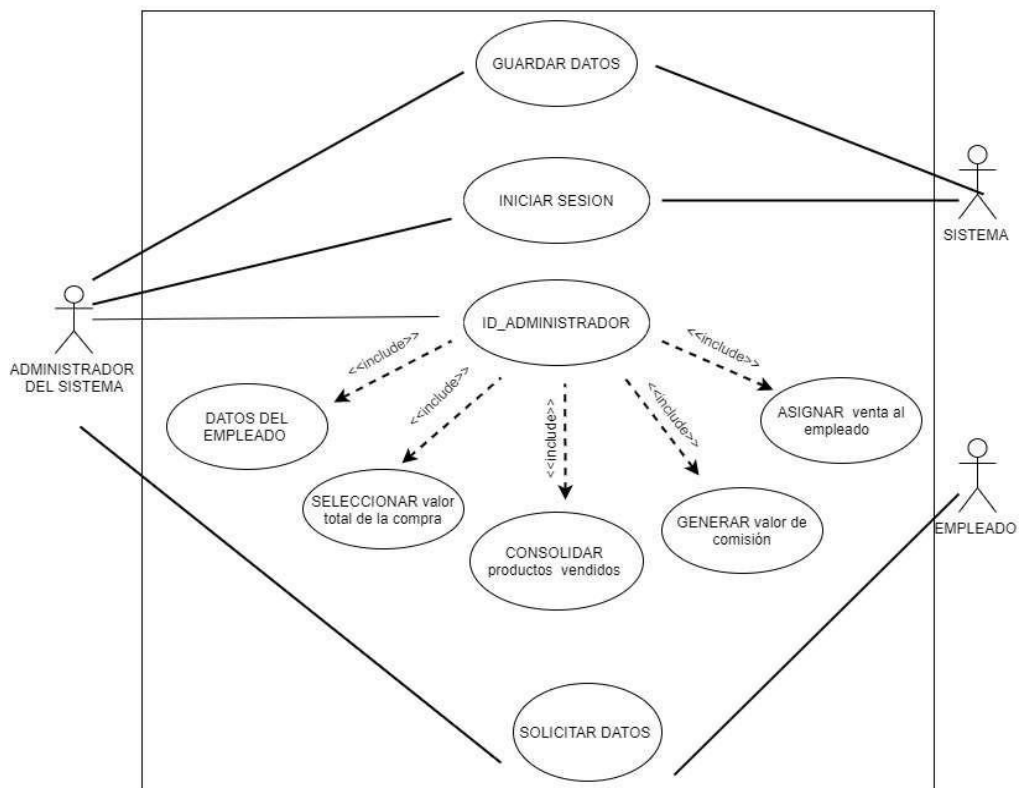 GUARDAR DATOS
INICIAR SESION
SISTEMA
ID_ADMINISTRADOR
ADMINISTRADOR
DEL SISTEMA
<<include>>
<<include>>
<<include>>
<<include>>
<<include>>
DATOS DEL
EMPLEADO
ASIGNAR venta al
empleado
SELECCIONAR valor
total de la compra
GENERAR valor de
comisión
EMPLEADO
CONSOLIDAR
productos vendidos
SOLICITAR DATOS